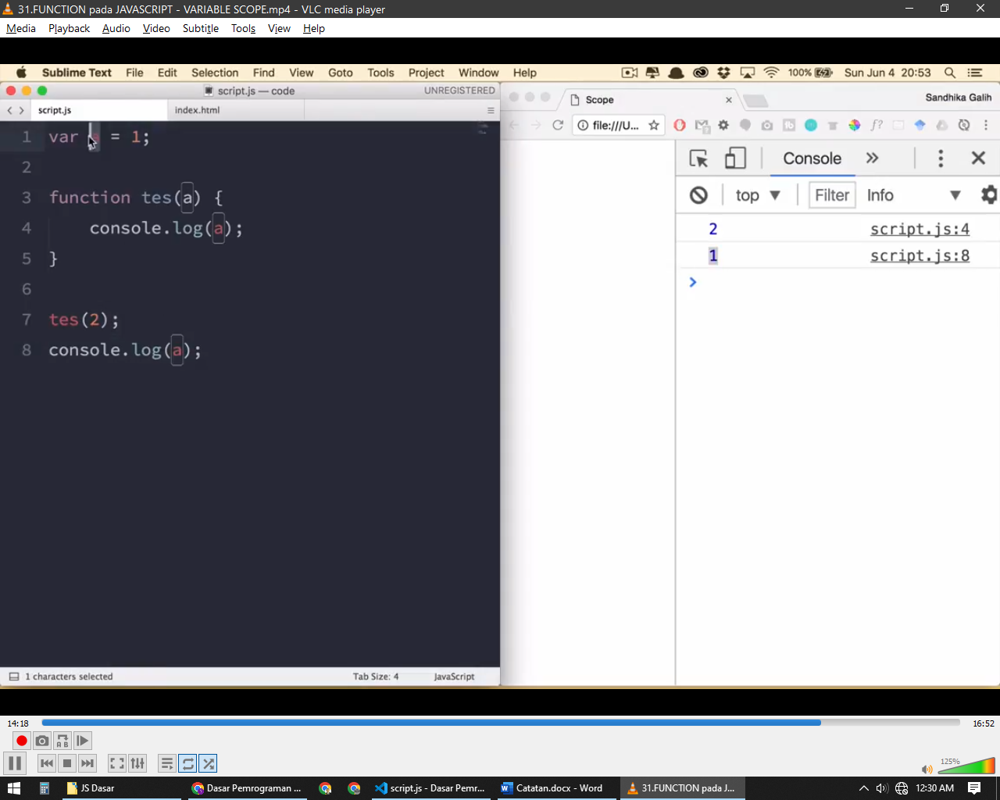 31.FUNCTION pada JAVASCRIPT - VARIABLE SCOPE.mp4 - VLC media player
Media Playback Audio Video Subtitle Tools View Help
Sublime Text File Edit Selection Find View Goto Tools Project Window Help 100% Sun Jun 4 20:53
script.js — code UNREGISTERED
Scope
Sandhika Galih
script.js index.html
file:///U... f?
1 var a = 1;
2
3 function tes(a) {
4 console.log(a);
5 }
6
7 tes(2);
8 console.log(a);
Console
top Filter Info
2 script.js:4
1 script.js:8
1 characters selected Tab Size: 4 JavaScript
14:18 16:52
A B
125%
JS Dasar Dasar Pemrograman ... script.js - Dasar Pemr... Catatan.docx - Word 31.FUNCTION pada J... 12:30 AM